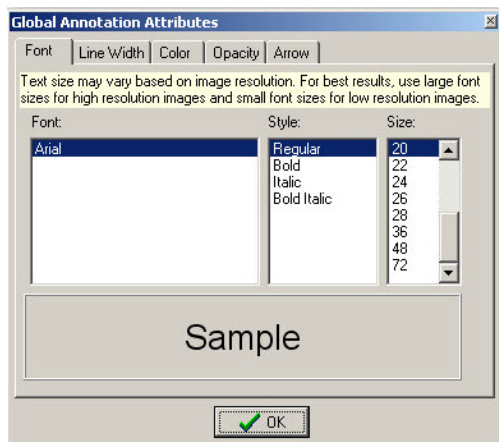 Global Annotation Attributes
Font Line Width Color Opacity Arrow
Text size may vary based on image resolution. For best results, use large font
sizes for high resolution images and small font sizes for low resolution images.
Font: Style: Size:
Arial Regular 20
Bold 22
Italic 24
Bold Italic 26
28
36
48
72
Sample
OK